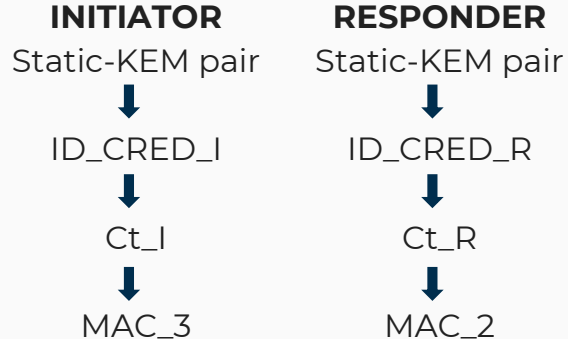 INITIATOR RESPONDER
Static-KEM pair Static-KEM pair
ID_CRED_I ID_CRED_R
Ct_I Ct_R
MAC_3 MAC_2